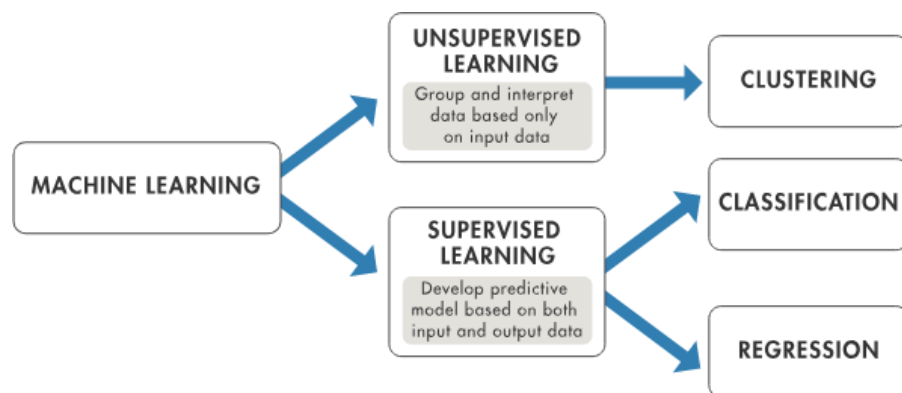 MACHINE LEARNING
UNSUPERVISED
LEARNING
Group and interpret
data based only
on input data
SUPERVISED
LEARNING
Develop predictive
model based on both
input and output data
CLUSTERING
CLASSIFICATION
REGRESSION